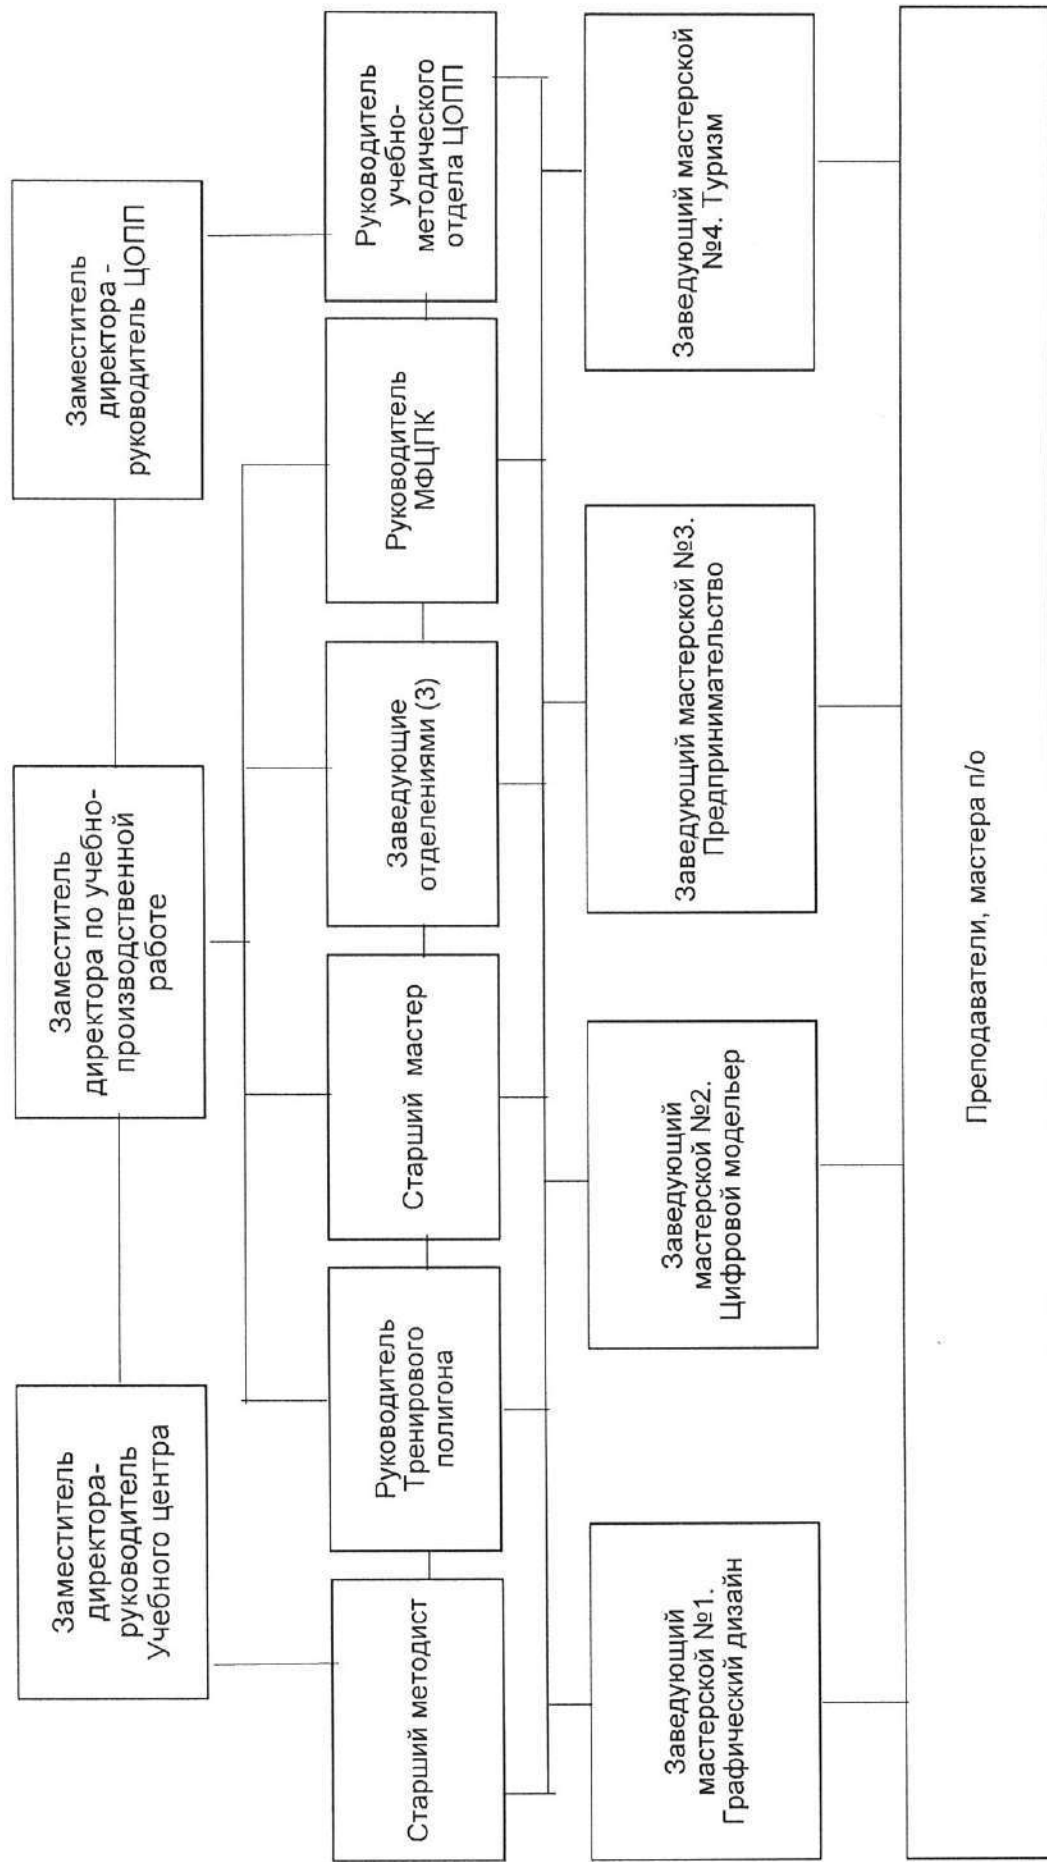 Заместитель
директора-
руководитель
Учебного центра
Заместитель
директора по учебно-
производственной
работе
Заместитель
директора -
руководитель ЦОПП
Старший методист
Руководитель
Тренирового
полигона
Старший мастер
Заведующие
отделениями (3)
Руководитель
МФЦПК
Руководитель
учебно-
методического
отдела ЦОПП
Заведующий
мастерской №1.
Графический дизайн
Заведующий
мастерской №2.
Цифровой модельер
Заведующий мастерской №3.
Предпринимательство
Заведующий мастерской
№4. Туризм
Преподаватели, мастера п/о